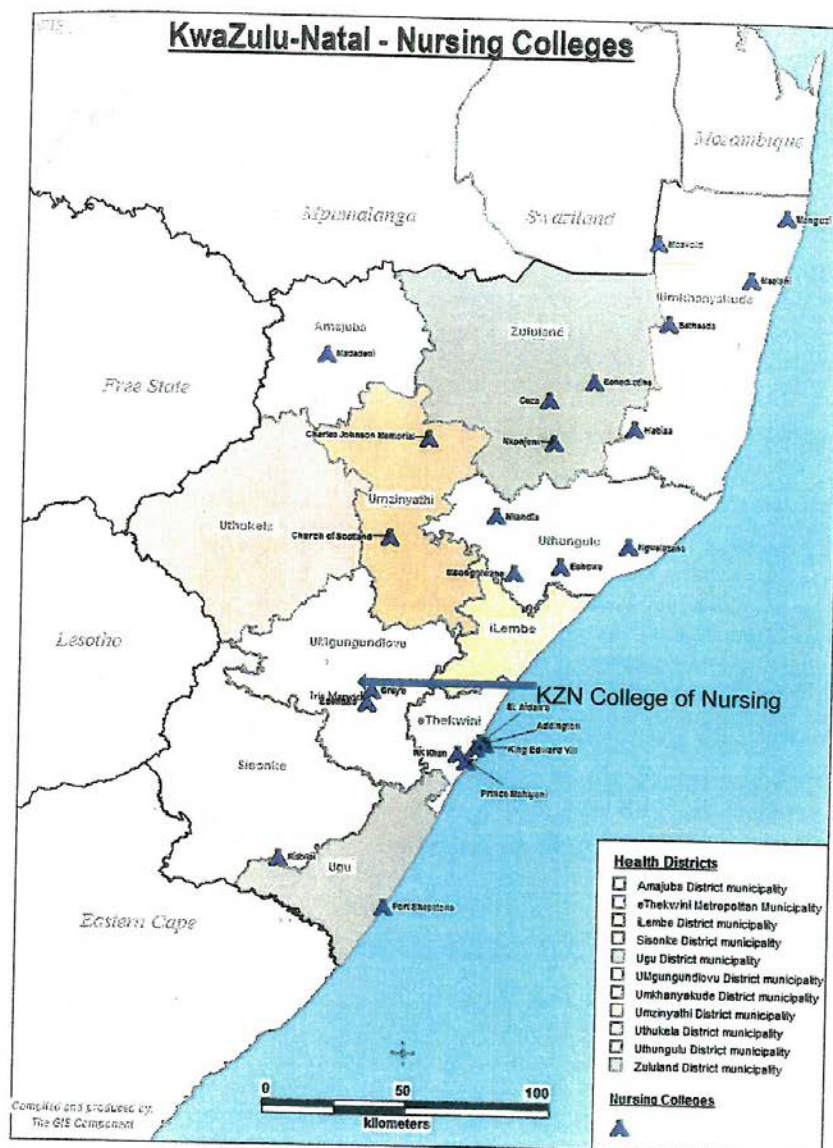 KwaZulu-Natal - Nursing Colleges
Mozambique
Mpumalanga
Swaziland
Manguzi
Mosvold
Umkhanyakude
Bethesda
Amajuba
Madadeni
Zululand
Free State
Benedictine
Ceza
Charles Johnson Memorial
Nkonjeni
Hlabisa
Umzinyathi
Uthukela
Nkandla
Church of Scotland
Uthungulu
Ngwelezana
Eshowe
iLembe
Lesotho
UMgungundlovu
Grey's
KZN College of Nursing
St. Aidan's
eThekwini
Addington
RK Khan
King Edward VIII
Sisonke
Prince Mshiyeni
Ugu
Port Shepstone
Eastern Cape
Health Districts
Amajuba District municipality
eThekwini Metropolitan Municipality
iLembe District municipality
Sisonke District municipality
Ugu District municipality
UMgungundlovu District municipality
Umkhanyakude District municipality
Umzinyathi District municipality
Uthukela District municipality
Uthungulu District municipality
Zululand District municipality
Nursing Colleges
0 50 100
kilometers
Compiled and produced by:
The GIS Component